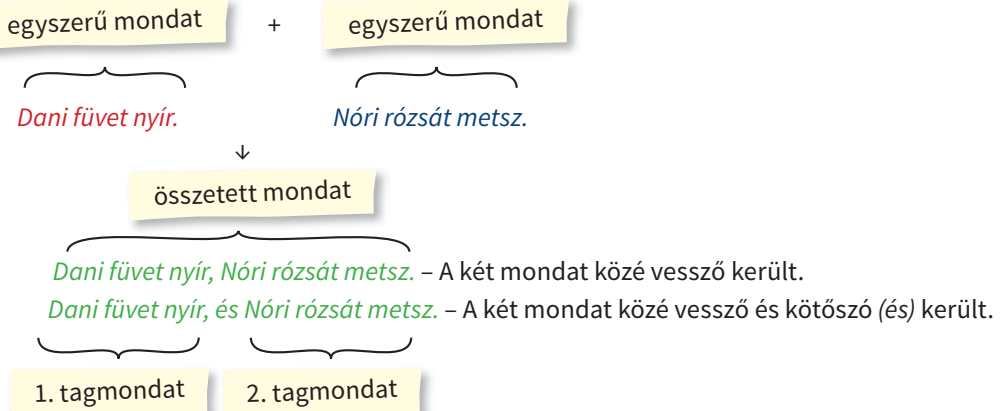 egyszerű mondat + egyszerű mondat
Dani füvet nyír. Nóri rózsát metsz.
↓
összetett mondat
Dani füvet nyír, Nóri rózsát metsz. – A két mondat közé vessző került.
Dani füvet nyír, és Nóri rózsát metsz. – A két mondat közé vessző és kötőszó (és) került.
1. tagmondat 2. tagmondat